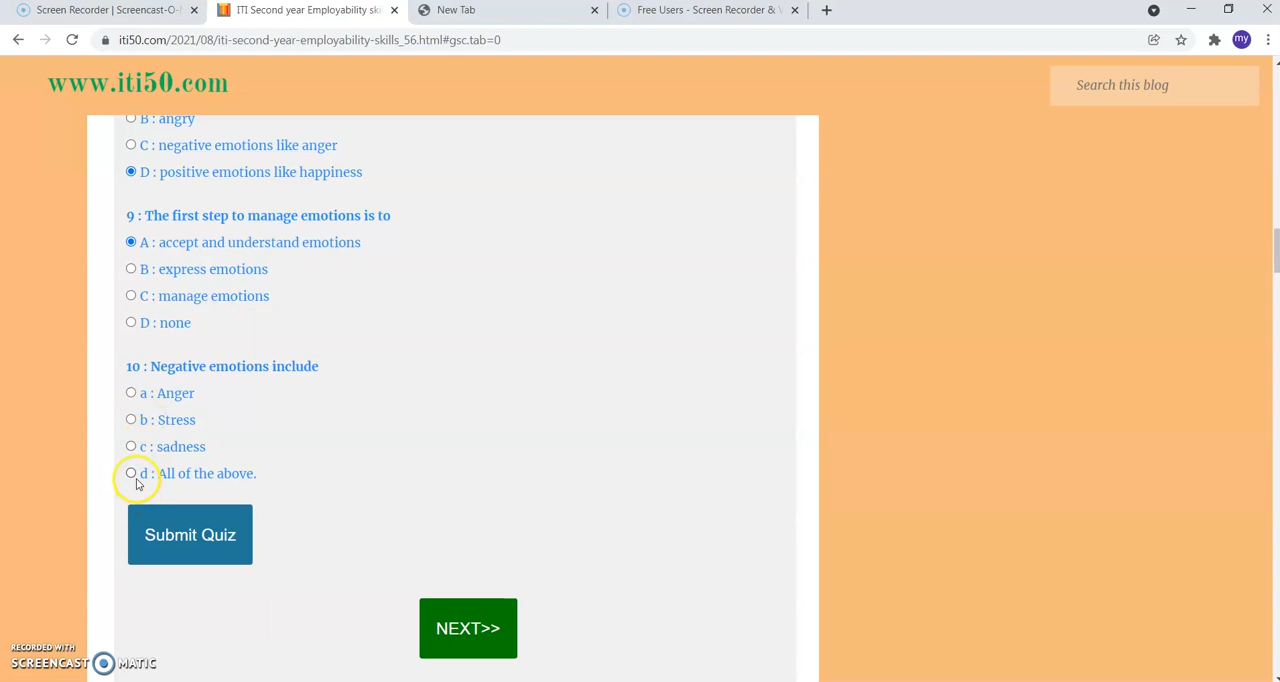 Screen Recorder | Screencast-O-
ITI Second year Employability ski
New Tab
Free Users - Screen Recorder &
iti50.com/2021/08/iti-second-year-employability-skills_56.html#gsc.tab=0
my
www.iti50.com
Search this blog
B : angry
C : negative emotions like anger
D : positive emotions like happiness
9 : The first step to manage emotions is to
A : accept and understand emotions
B : express emotions
C : manage emotions
D : none
10 : Negative emotions include
a : Anger
b : Stress
c : sadness
d : All of the above.
Submit Quiz
NEXT>>
RECORDED WITH
SCREENCAST MATIC